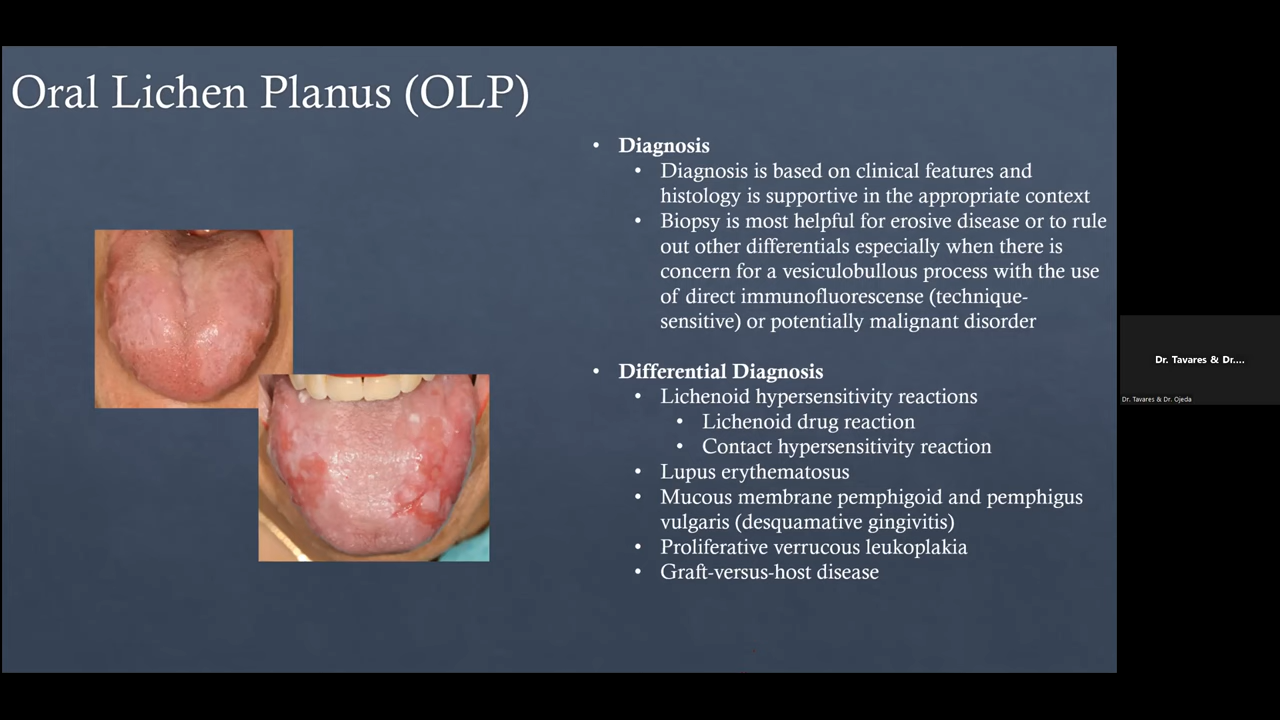 Oral Lichen Planus (OLP)
• Diagnosis
• Diagnosis is based on clinical features and
histology is supportive in the appropriate context
• Biopsy is most helpful for erosive disease or to rule
out other differentials especially when there is
concern for a vesiculobullous process with the use
of direct immunofluorescense (technique-
sensitive) or potentially malignant disorder
• Differential Diagnosis
• Lichenoid hypersensitivity reactions
• Lichenoid drug reaction
• Contact hypersensitivity reaction
• Lupus erythematosus
• Mucous membrane pemphigoid and pemphigus
vulgaris (desquamative gingivitis)
• Proliferative verrucous leukoplakia
• Graft-versus-host disease
Dr. Tavares & Dr....
Dr. Tavares & Dr. Ojeda